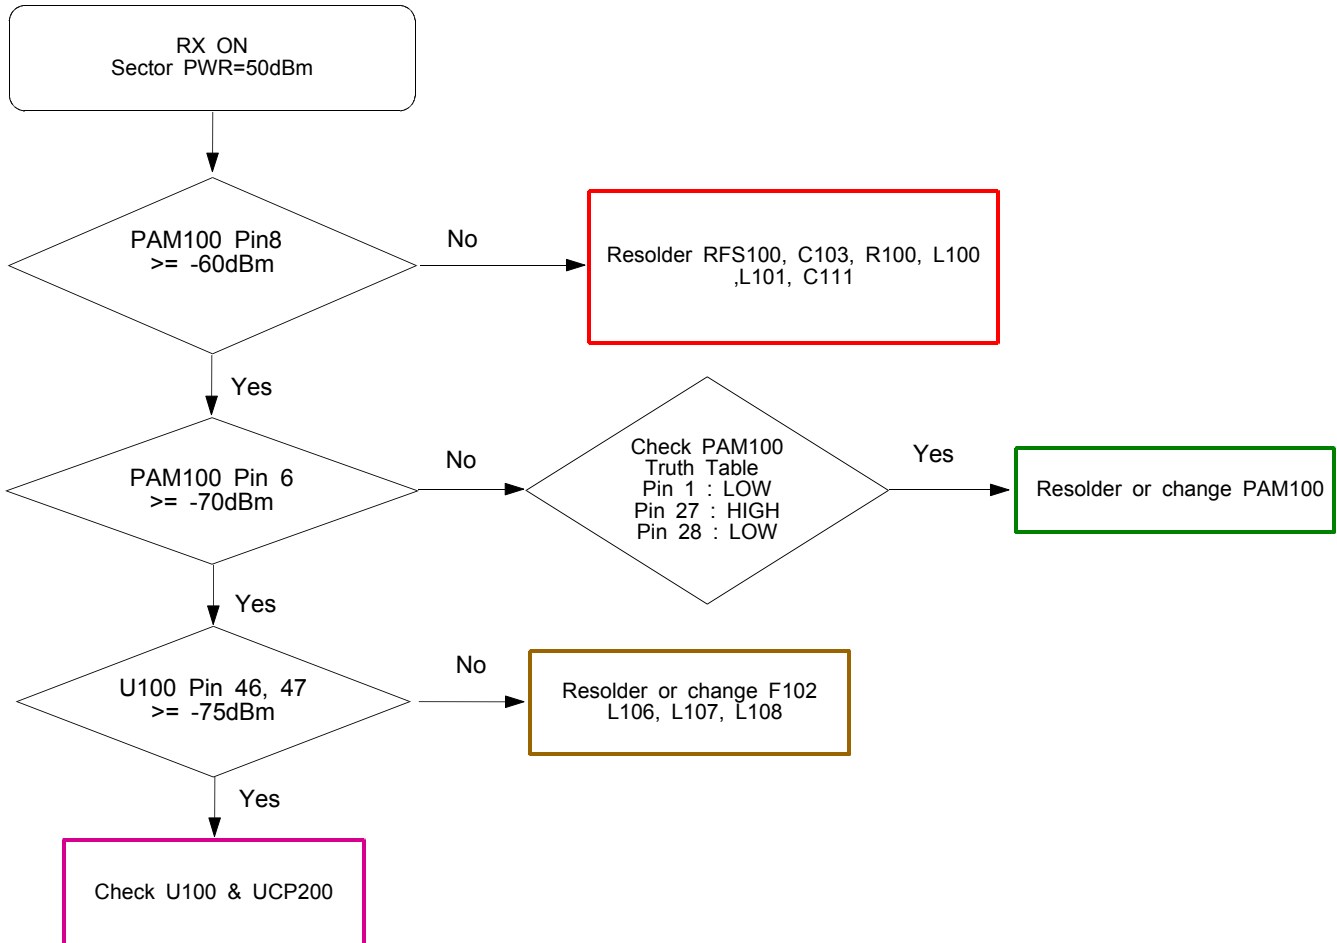 RX ON
Sector PWR=50dBm
PAM100 Pin8
>= -60dBm
No
Resolder RFS100, C103, R100, L100
,L101, C111
Yes
PAM100 Pin 6
>= -70dBm
No
Check PAM100
Truth Table
Pin 1 : LOW
Pin 27 : HIGH
Pin 28 : LOW
Yes
Resolder or change PAM100
Yes
U100 Pin 46, 47
>= -75dBm
No
Resolder or change F102
L106, L107, L108
Yes
Check U100 & UCP200